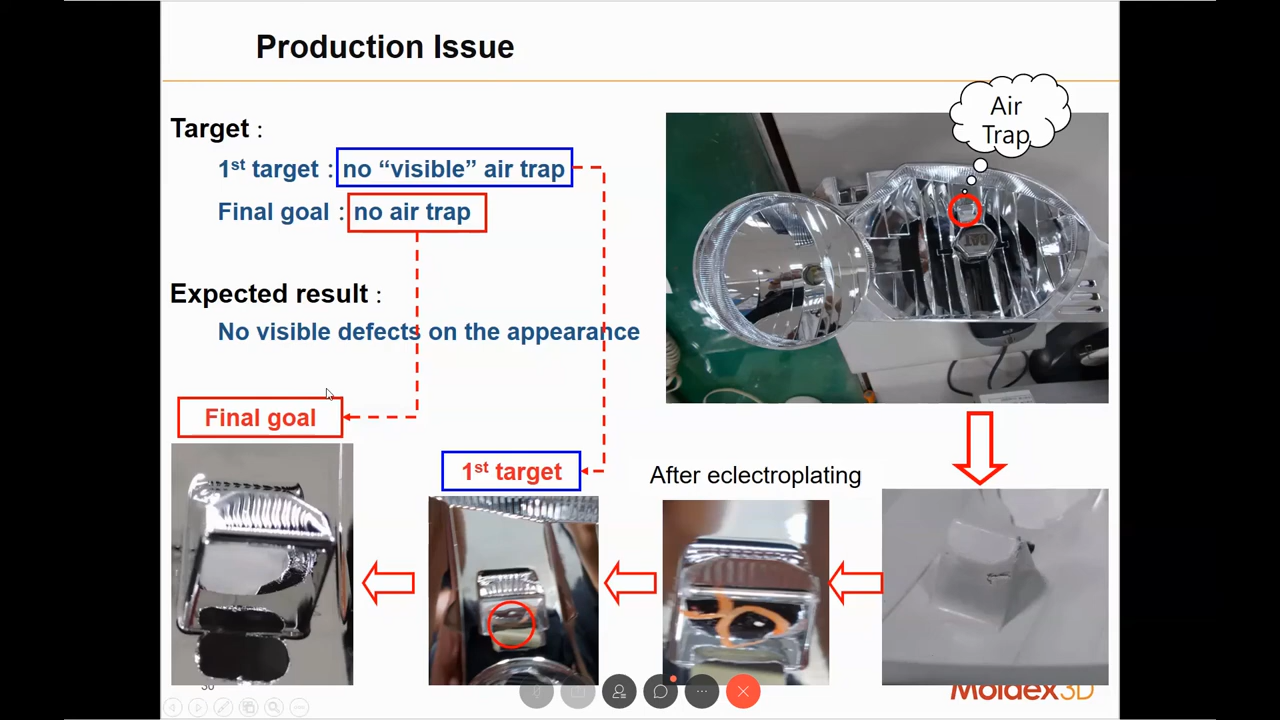 Production Issue
Air
Trap
Target :
1st target : no “visible” air trap
Final goal : no air trap
Expected result :
No visible defects on the appearance
Final goal
1st target
After eclectroplating
30
Moldex3D